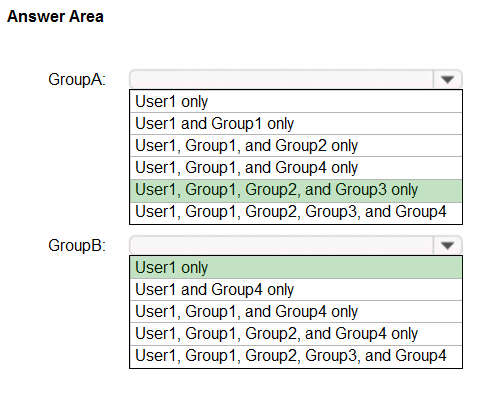 Answer Area
GroupA:
User1 only
User1 and Group1 only
User1, Group1, and Group2 only
User1, Group1, and Group4 only
User1, Group1, Group2, and Group3 only
User1, Group1, Group2, Group3, and Group4
GroupB:
User1 only
User1 and Group4 only
User1, Group1, and Group4 only
User1, Group1, Group2, and Group4 only
User1, Group1, Group2, Group3, and Group4